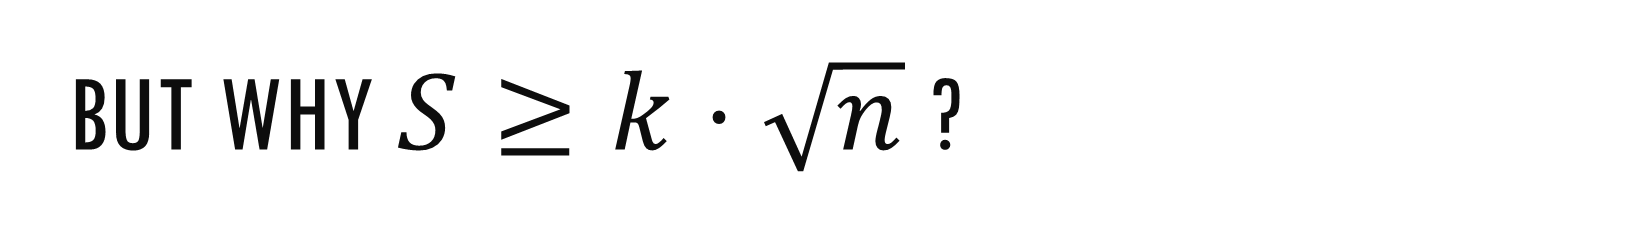 BUT WHY S ≥ k · √n ?